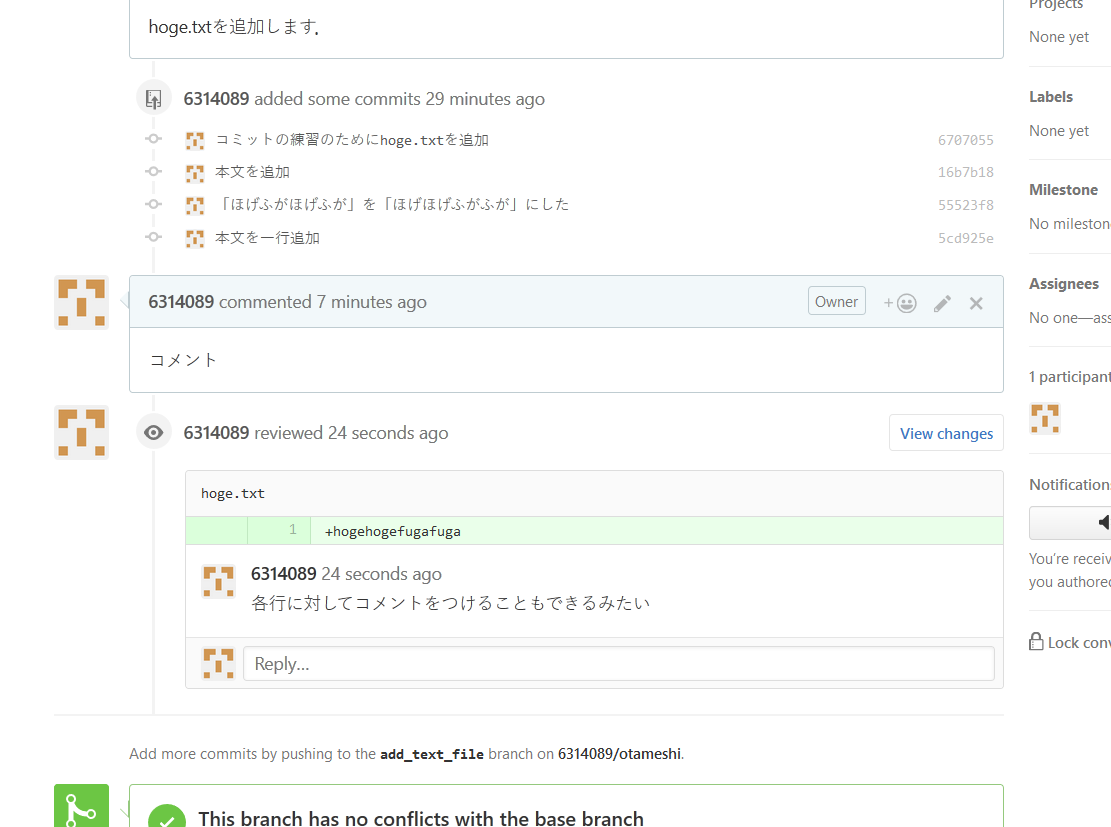 Projects
hoge.txtを追加します.
None yet
6314089 added some commits 29 minutes ago
Labels
コミットの練習のためにhoge.txtを追加 6707055
None yet
本文を追加 16b7b18
Milestone
「ほげふがほげふが」を「ほげほげふがふが」にした 55523f8
No mileston
本文を一行追加 5cd925e
Assignees
6314089 commented 7 minutes ago Owner
No one—ass
コメント
1 participant
6314089 reviewed 24 seconds ago View changes
Notification
hoge.txt
1 +hogehogefugafuga
You're receiv
6314089 24 seconds ago
you authored
各行に対してコメントをつけることもできるみたい
Lock conv
Reply...
Add more commits by pushing to the add_text_file branch on 6314089/otameshi.
This branch has no conflicts with the base branch